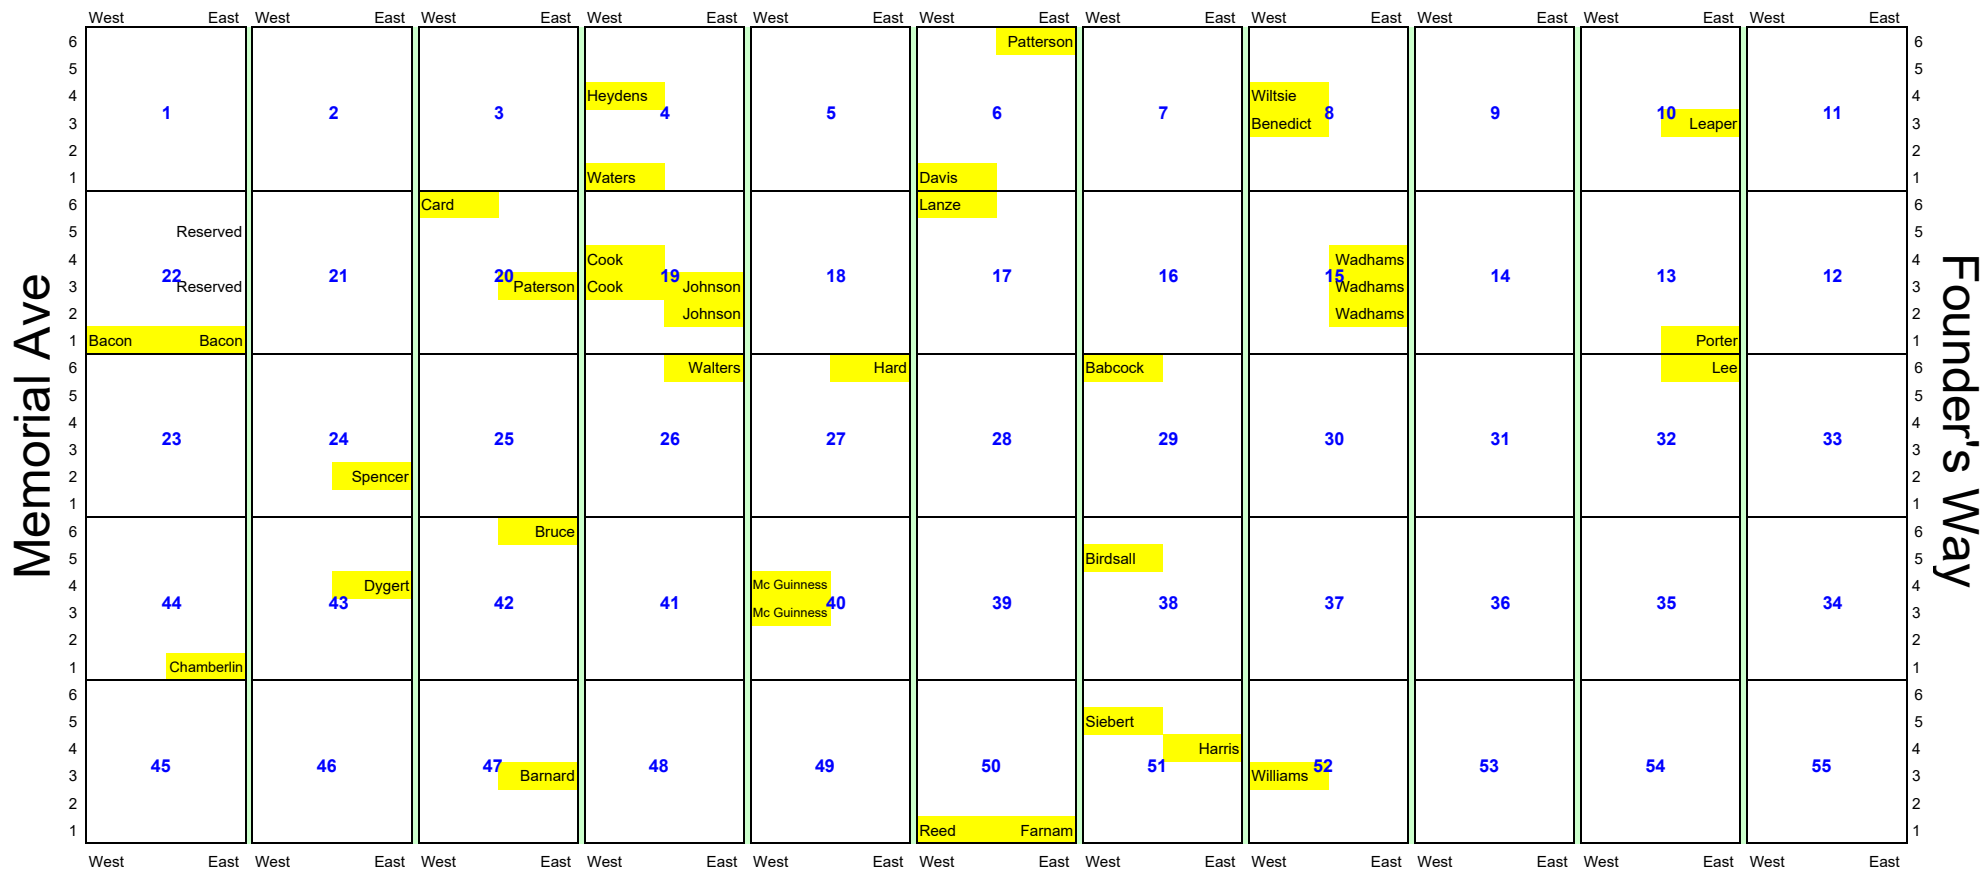 West East West East West East West East West East West East West East West East West East West East West East
6 Patterson 6
5 5
4 Heydens Wiltsie 4
1 2 3 4 5 6 7 8 9 10 11
3 Benedict Leaper 3
2 2
1 Waters Davis 1
6 Card Lanze 6
5 Reserved 5
4 Cook Wadhams 4
22 21 20 19 18 17 16 15 14 13 12
3 Reserved Paterson Cook Johnson Wadhams 3
2 Johnson Wadhams 2
1 Bacon Bacon Porter 1
6 Walters Hard Babcock Lee 6
5 5
4 4
23 24 25 26 27 28 29 30 31 32 33
3 3
2 Spencer 2
1 1
6 Bruce 6
5 Birdsall 5
4 Dygert Mc Guinness 4
44 43 42 41 40 39 38 37 36 35 34
3 Mc Guinness 3
2 2
1 Chamberlin 1
6 6
5 Siebert 5
4 Harris 4
45 46 47 48 49 50 51 52 53 54 55
3 Barnard Williams 3
2 2
1 Reed Farnam 1
West East West East West East West East West East West East West East West East West East West East West East
Memorial Ave
Founder's Way